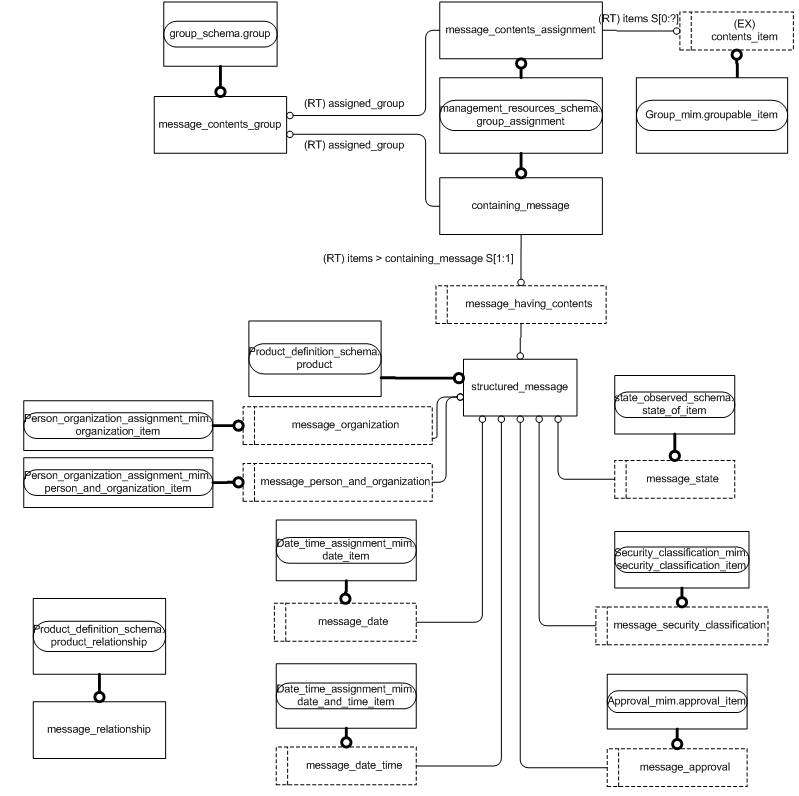 group_schema.group
message_contents_assignment
(RT) items S[0:?]
(EX)
contents_item
message_contents_group
(RT) assigned_group
management_resources_schema.
group_assignment
Group_mim.groupable_item
(RT) assigned_group
containing_message
(RT) items > containing_message S[1:1]
message_having_contents
Product_definition_schema.
product
structured_message
state_observed_schema.
state_of_item
Person_organization_assignment_mim.
organization_item
message_organization
Person_organization_assignment_mim.
person_and_organization_item
message_person_and_organization
message_state
Date_time_assignment_mim.
date_item
Security_classification_mim.
security_classification_item
message_date
message_security_classification
Product_definition_schema.
product_relationship
Date_time_assignment_mim.
date_and_time_item
Approval_mim.approval_item
message_relationship
message_date_time
message_approval